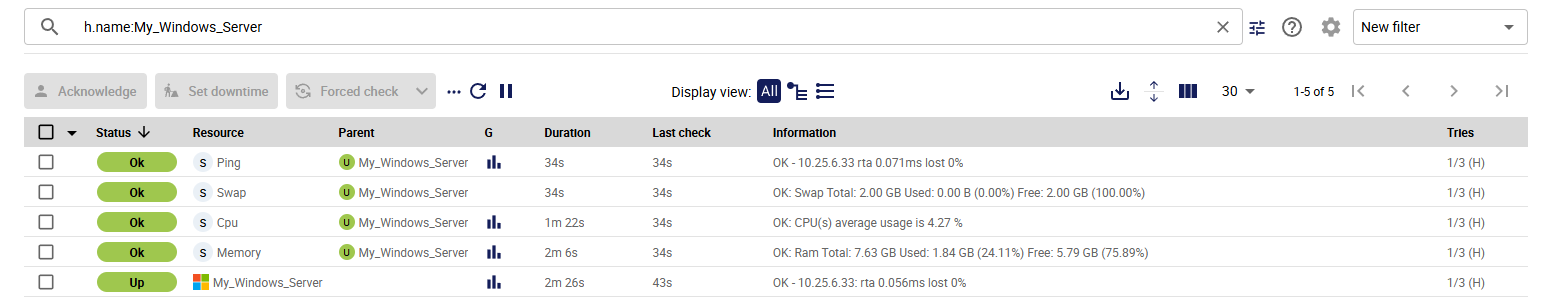 h.name:My_Windows_Server New filter
Acknowledge Set downtime Forced check Display view: All 30 1-5 of 5
Status Resource Parent G Duration Last check Information Tries
Ok S Ping U My_Windows_Server 34s 34s OK - 10.25.6.33 rta 0.071ms lost 0% 1/3 (H)
Ok S Swap U My_Windows_Server 34s 34s OK: Swap Total: 2.00 GB Used: 0.00 B (0.00%) Free: 2.00 GB (100.00%) 1/3 (H)
Ok S Cpu U My_Windows_Server 1m 22s 34s OK: CPU(s) average usage is 4.27 % 1/3 (H)
Ok S Memory U My_Windows_Server 2m 6s 34s OK: Ram Total: 7.63 GB Used: 1.84 GB (24.11%) Free: 5.79 GB (75.89%) 1/3 (H)
Up My_Windows_Server 2m 26s 43s OK - 10.25.6.33: rta 0.056ms lost 0% 1/3 (H)